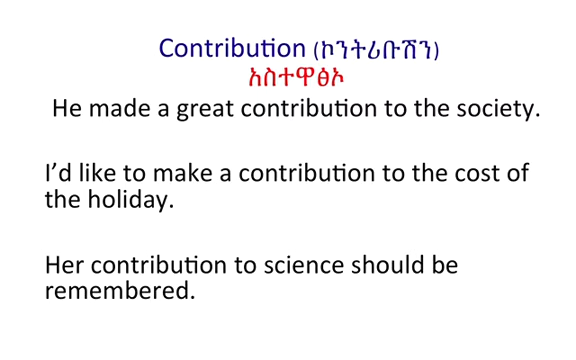 Contribution (ኮንትሪቡሽን)
አስተዋፅኦ
He made a great contribution to the society.
I’d like to make a contribution to the cost of
the holiday.
Her contribution to science should be
remembered.